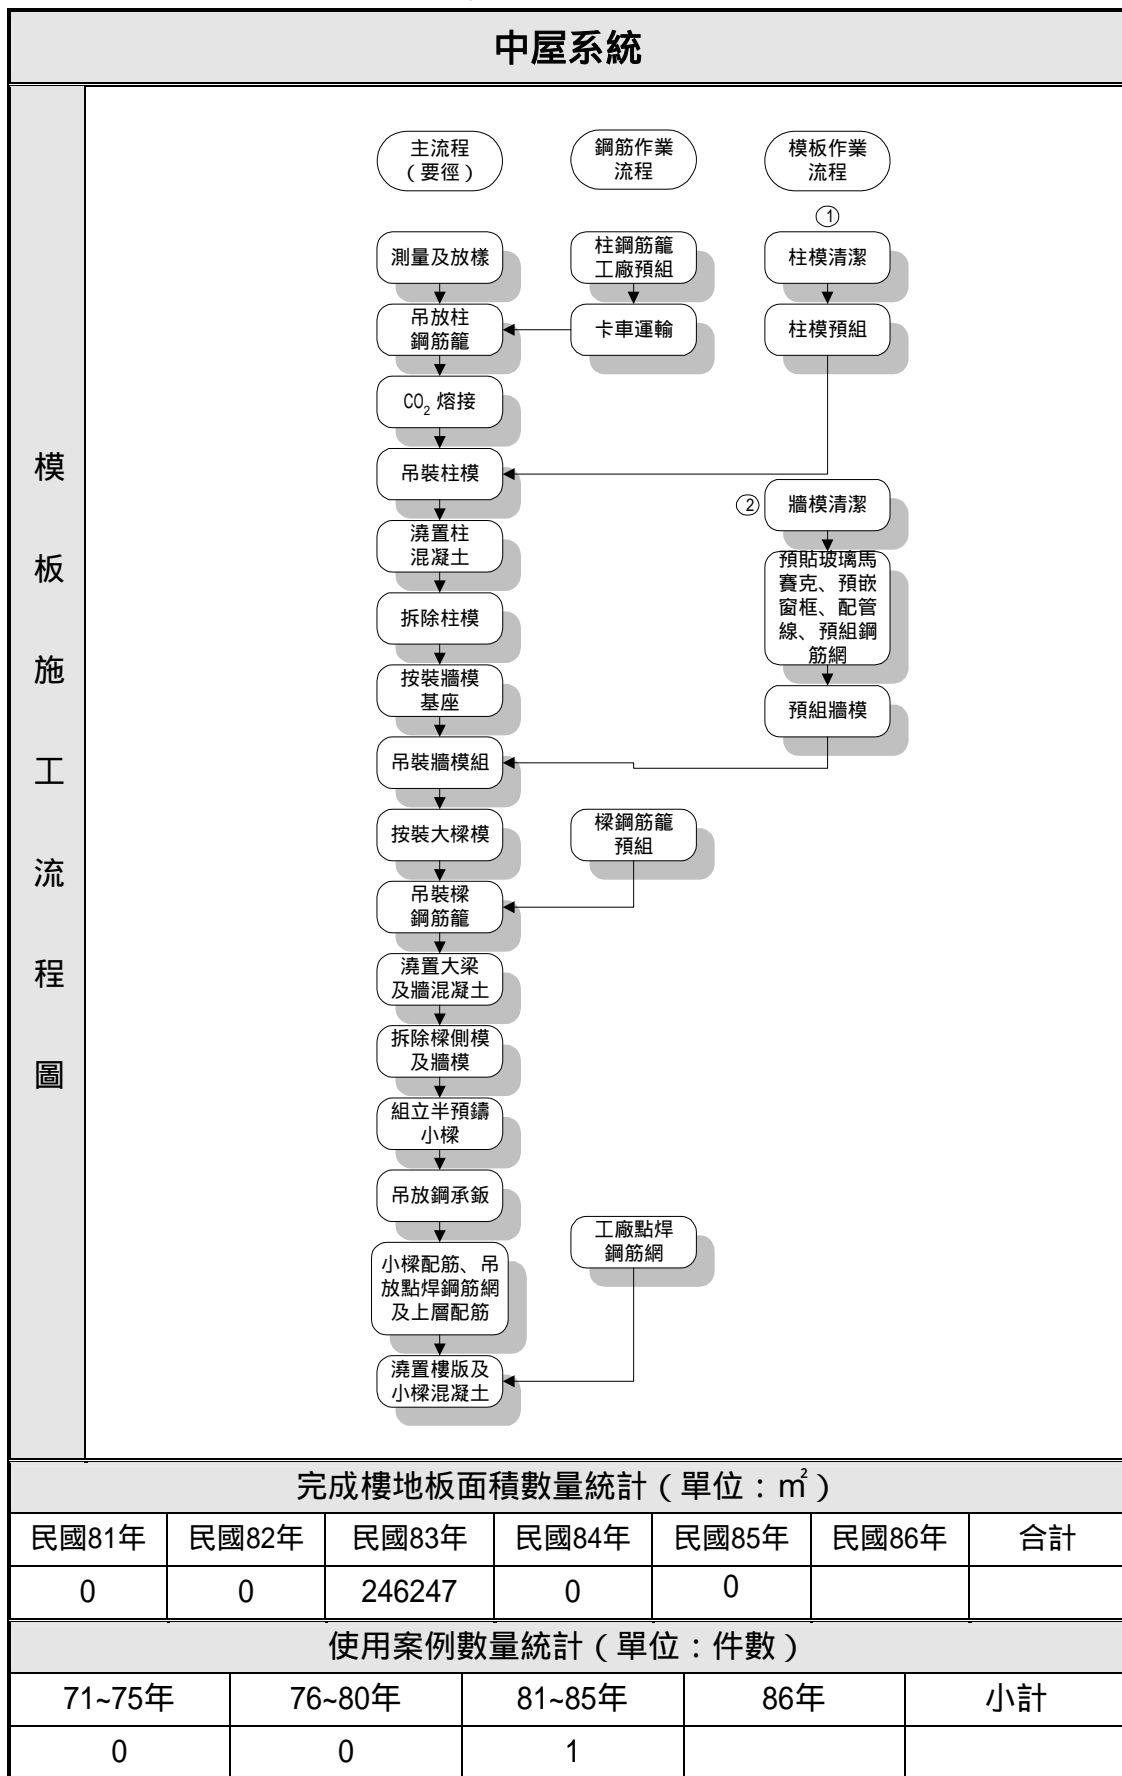 中屋系統
模
板
施
工
流
程
圖
主流程
（要徑）
鋼筋作業
流程
模板作業
流程
①
測量及放樣
柱鋼筋籠
工廠預組
柱模清潔
吊放柱
鋼筋籠
卡車運輸
柱模預組
CO₂ 熔接
吊裝柱模
②
牆模清潔
澆置柱
混凝土
預貼玻璃馬
賽克、預嵌
窗框、配管
線、預組鋼
筋網
拆除柱模
按裝牆模
基座
預組牆模
吊裝牆模組
按裝大樑模
樑鋼筋籠
預組
吊裝樑
鋼筋籠
澆置大梁
及牆混凝土
拆除樑側模
及牆模
組立半預鑄
小樑
吊放鋼承鈑
工廠點焊
鋼筋網
小樑配筋、吊
放點焊鋼筋網
及上層配筋
澆置樓版及
小樑混凝土
完成樓地板面積數量統計（單位：㎡）
民國81年 民國82年 民國83年 民國84年 民國85年 民國86年 合計
0 0 246247 0 0
使用案例數量統計（單位：件數）
71~75年 76~80年 81~85年 86年 小計
0 0 1